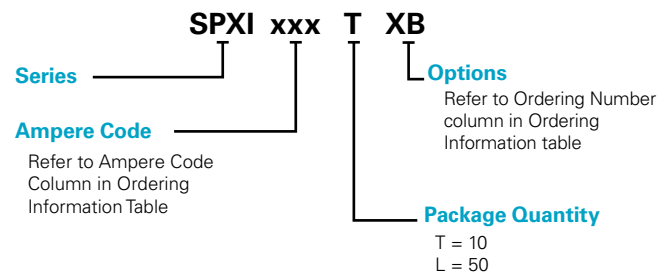 SPXI xxx T XB
Series
Options
Refer to Ordering Number
column in Ordering
Information table
Ampere Code
Refer to Ampere Code
Column in Ordering
Information Table
Package Quantity
T = 10
L = 50